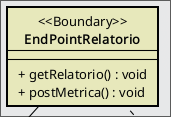 <<Boundary>>
EndPointRelatorio
+ getRelatorio() : void
+ postMetrica() : void